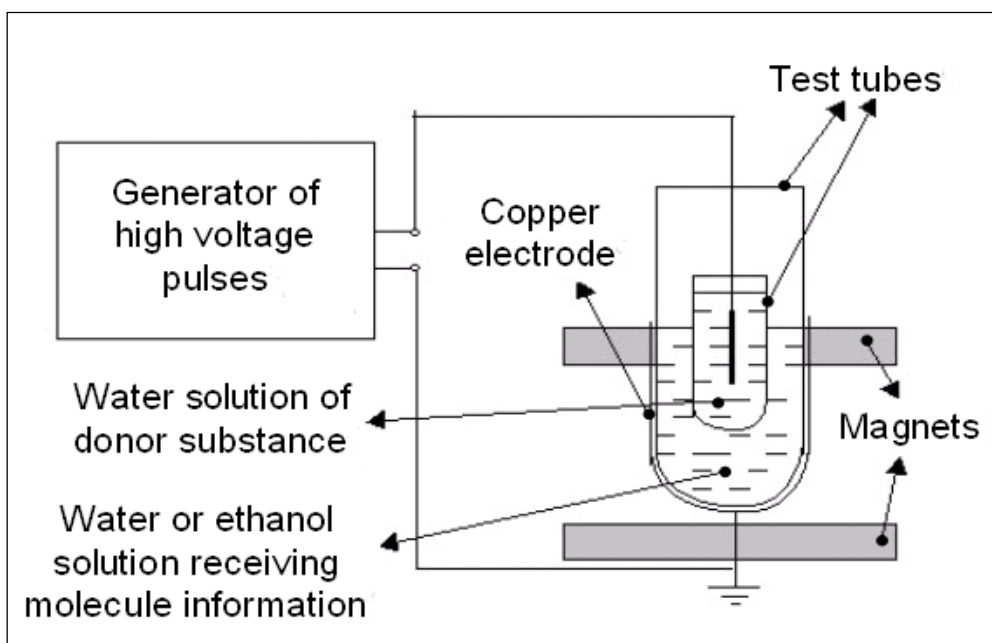 Test tubes
Generator of
high voltage
pulses
Copper
electrode
Water solution of
donor substance
Magnets
Water or ethanol
solution receiving
molecule information